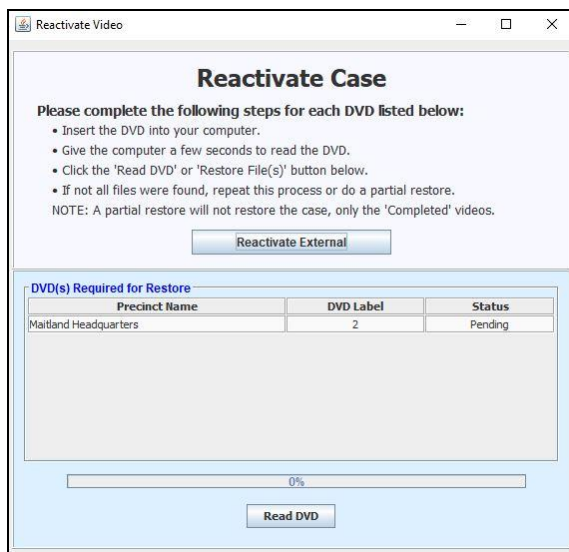 Reactivate Video
Reactivate Case
Please complete the following steps for each DVD listed below:
• Insert the DVD into your computer.
• Give the computer a few seconds to read the DVD.
• Click the 'Read DVD' or 'Restore File(s)' button below.
• If not all files were found, repeat this process or do a partial restore.
NOTE: A partial restore will not restore the case, only the 'Completed' videos.
Reactivate External
DVD(s) Required for Restore
Precinct Name DVD Label Status
Maitland Headquarters 2 Pending
0%
Read DVD